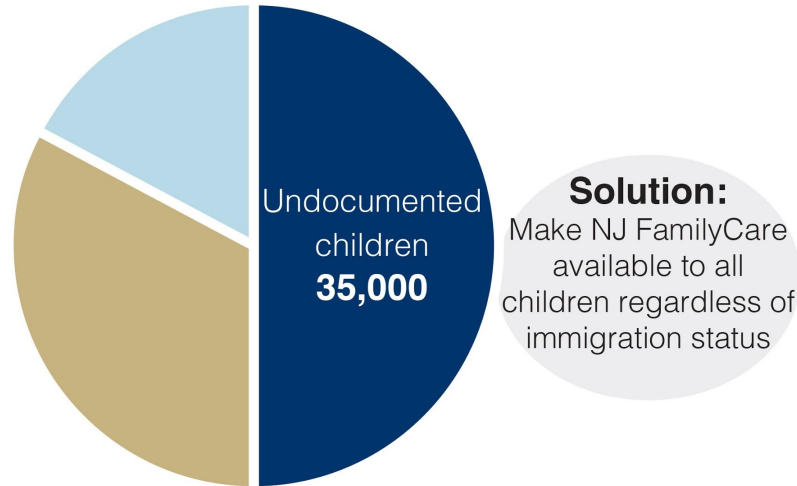 Undocumented
children
35,000
Solution:
Make NJ FamilyCare
available to all
children regardless of
immigration status